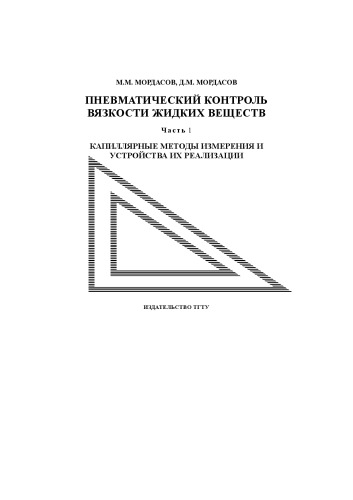 М.М. МОРДАСОВ, Д.М. МОРДАСОВ
ПНЕВМАТИЧЕСКИЙ КОНТРОЛЬ
ВЯЗКОСТИ ЖИДКИХ ВЕЩЕСТВ
Часть 1
КАПИЛЛЯРНЫЕ МЕТОДЫ ИЗМЕРЕНИЯ И
УСТРОЙСТВА ИХ РЕАЛИЗАЦИИ
ИЗДАТЕЛЬСТВО ТГТУ